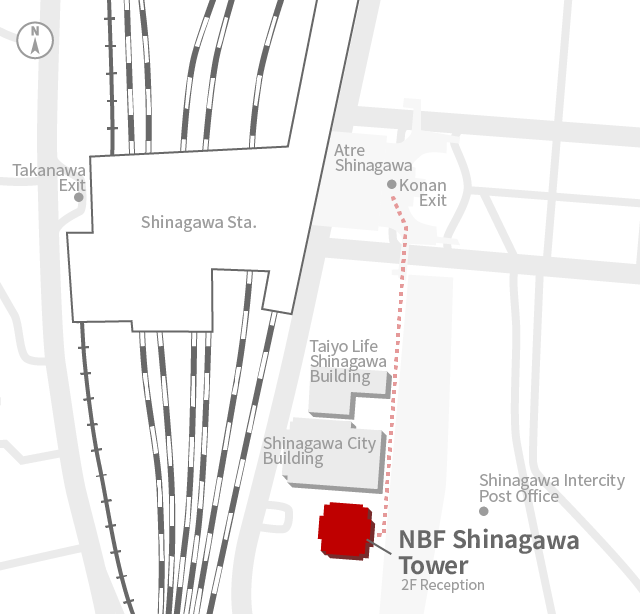 N
Atre
Shinagawa
Takanawa
Exit
Konan
Exit
Shinagawa Sta.
Taiyo Life
Shinagawa
Building
Shinagawa City
Building
Shinagawa Intercity
Post Office
NBF Shinagawa
Tower
2F Reception